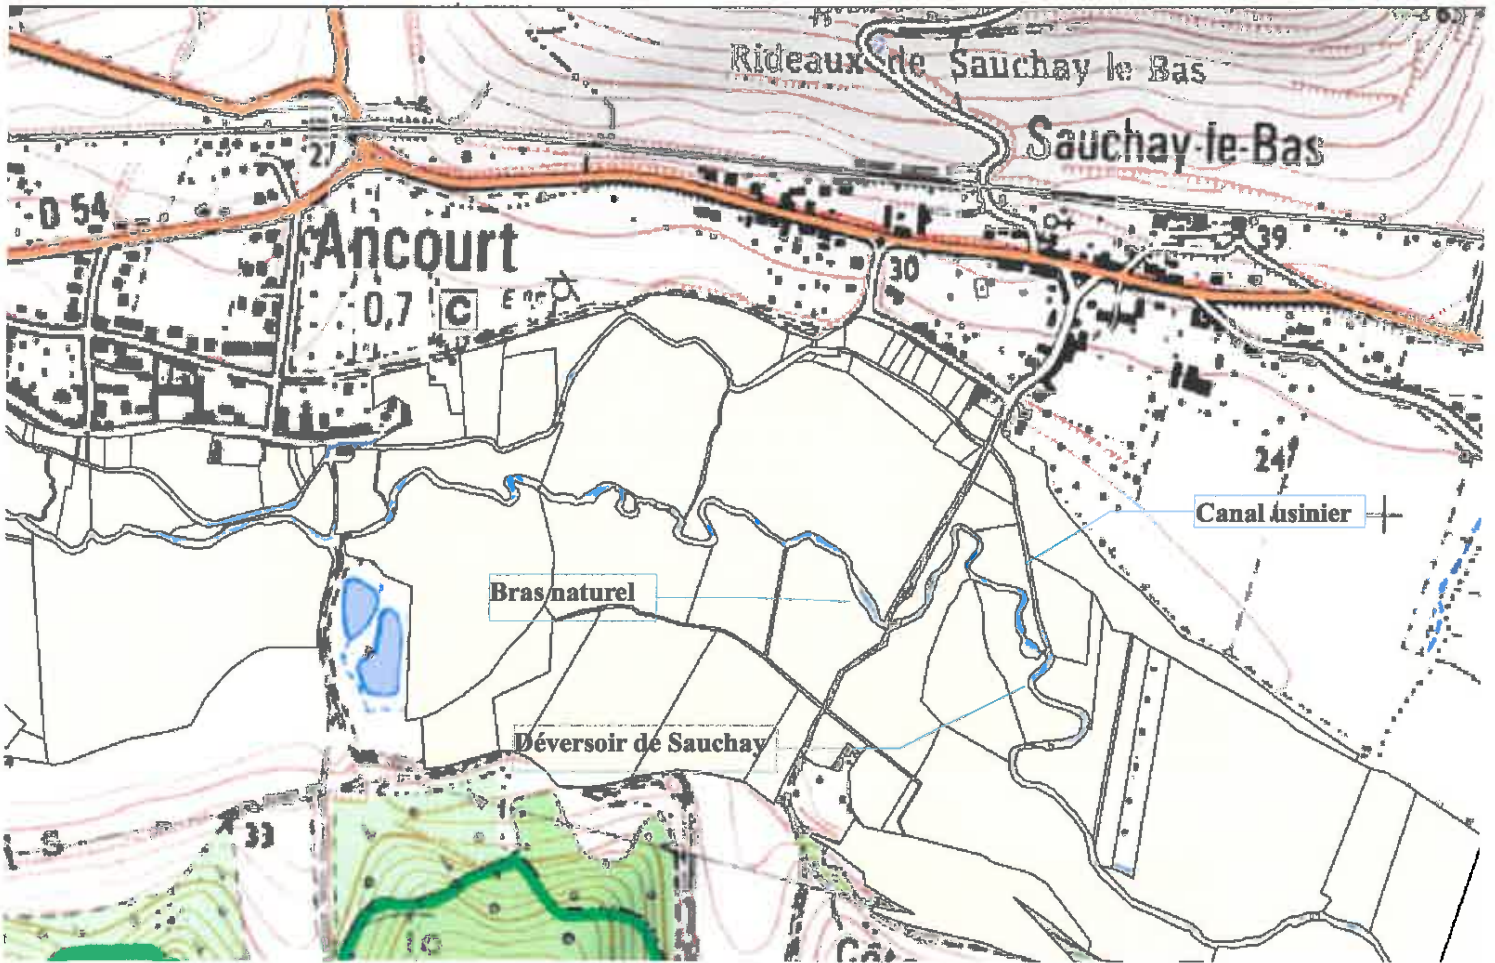 Rideaux de Sauchay le Bas
Sauchay-le-Bas
27
D 54
Ancourt
39
30
0,7
C
24
Canal usinier
Bras naturel
Déversoir de Sauchay
33